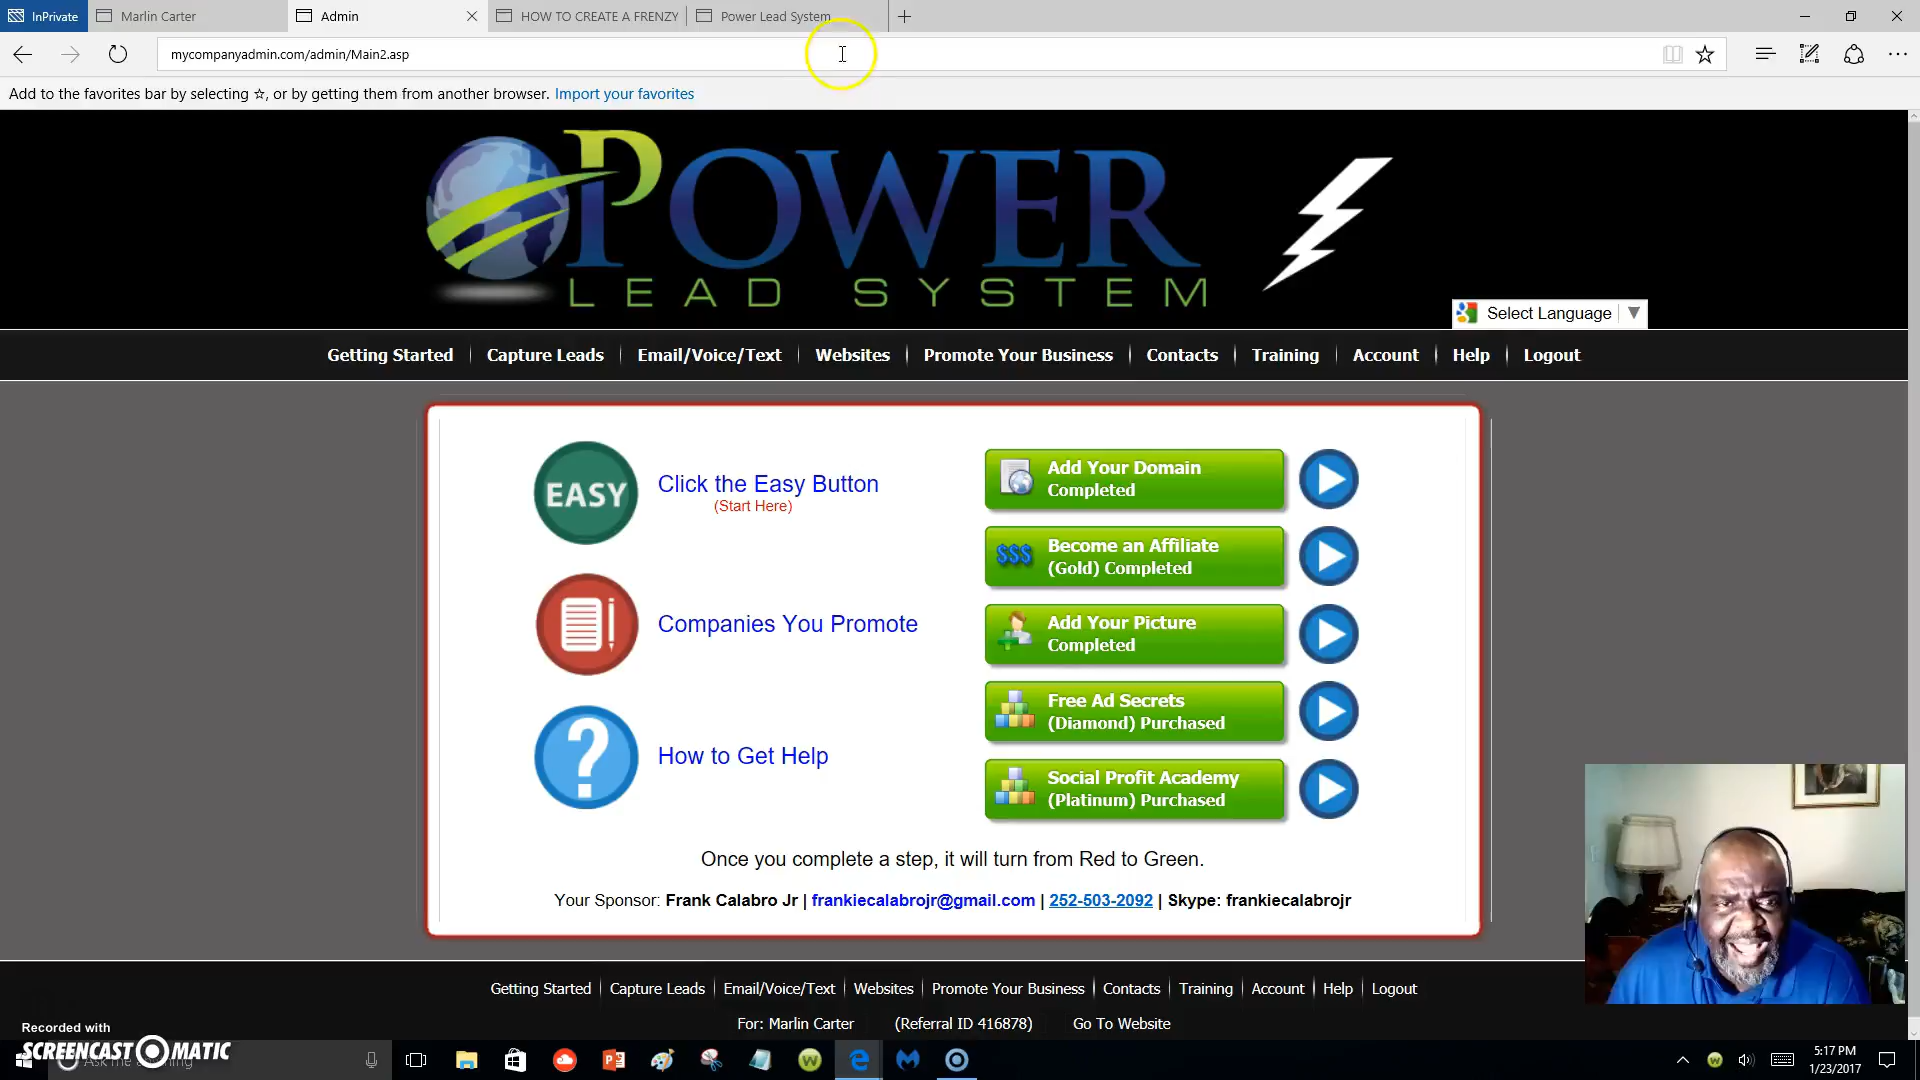 InPrivate
Marlin Carter
Admin
HOW TO CREATE A FRENZY
Power Lead System
mycompanyadmin.com/admin/Main2.asp
Add to the favorites bar by selecting ☆, or by getting them from another browser. Import your favorites
POWER
LEAD SYSTEM
Select Language ▼
Getting Started | Capture Leads | Email/Voice/Text | Websites | Promote Your Business | Contacts | Training | Account | Help | Logout
EASY
Click the Easy Button
(Start Here)
Companies You Promote
?
How to Get Help
Add Your Domain
Completed
$$$
Become an Affiliate
(Gold) Completed
Add Your Picture
Completed
Free Ad Secrets
(Diamond) Purchased
Social Profit Academy
(Platinum) Purchased
Once you complete a step, it will turn from Red to Green.
Your Sponsor: Frank Calabro Jr | frankiecalabrojr@gmail.com | 252-503-2092 | Skype: frankiecalabrojr
Getting Started | Capture Leads | Email/Voice/Text | Websites | Promote Your Business | Contacts | Training | Account | Help | Logout
For: Marlin Carter (Referral ID 416878) Go To Website
Recorded with
SCREENCAST O MATIC
5:17 PM
1/23/2017